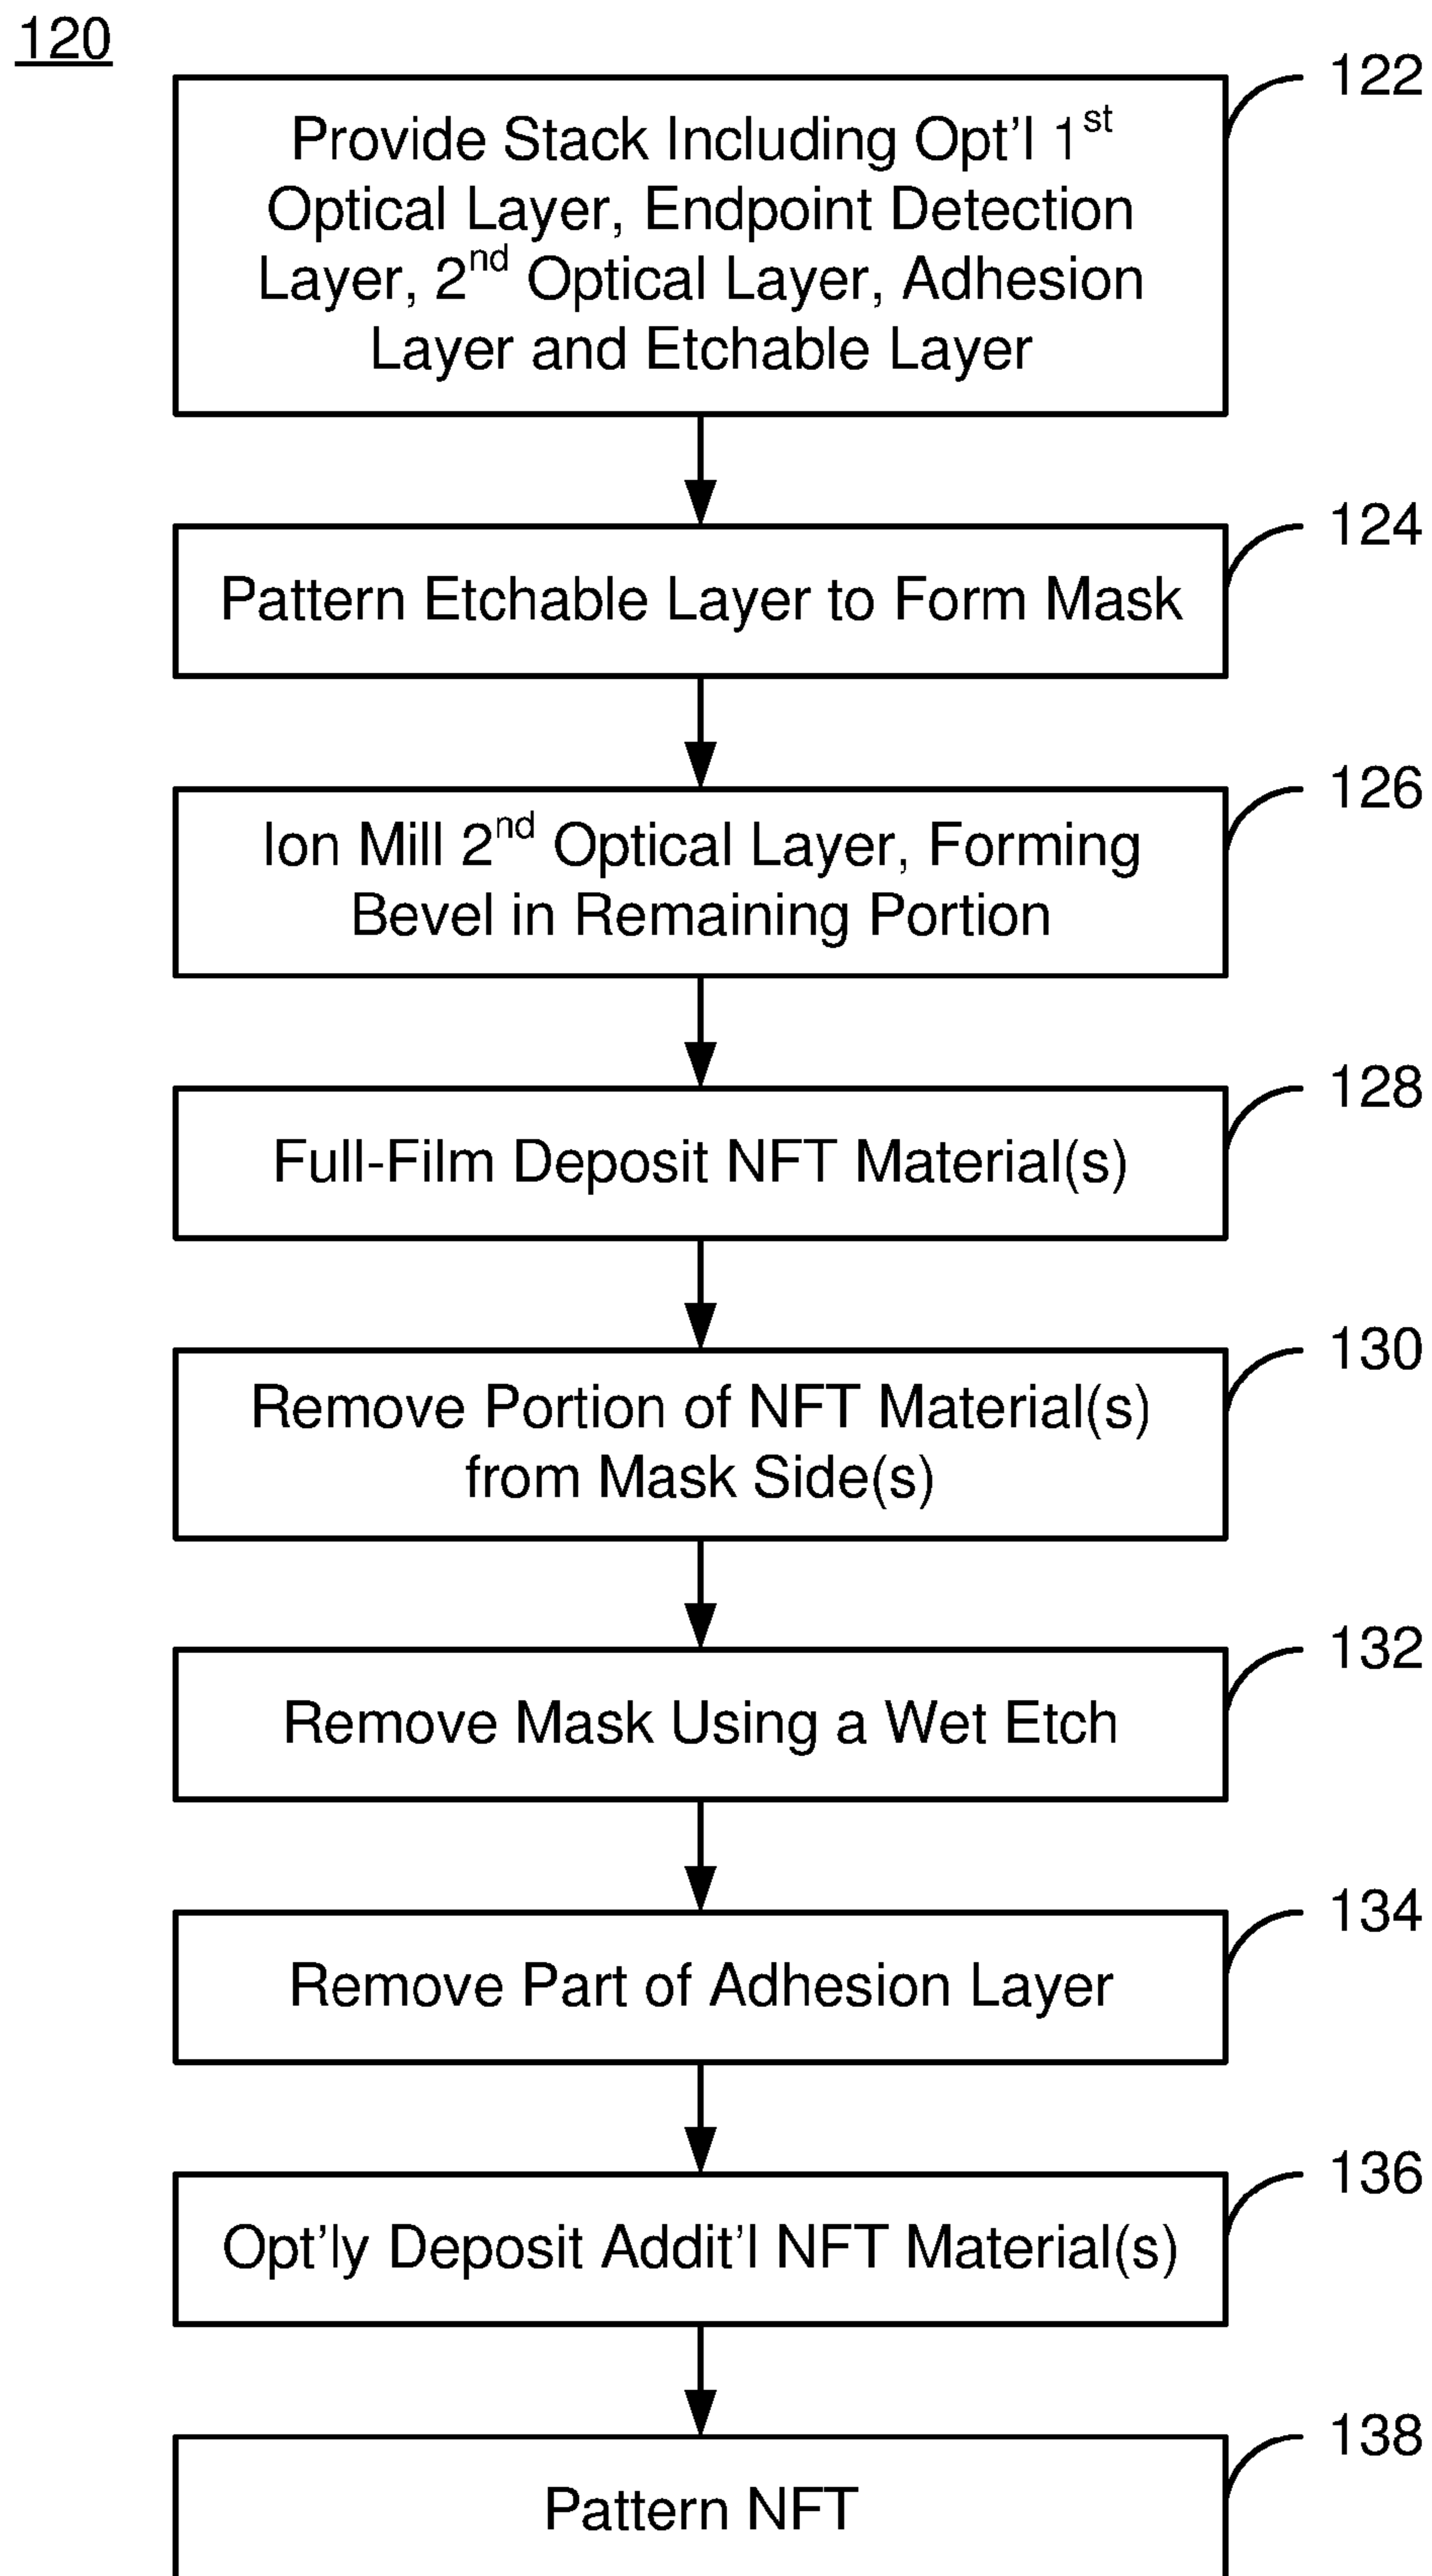 120
122
Provide Stack Including Opt'l 1st
Optical Layer, Endpoint Detection
Layer, 2nd Optical Layer, Adhesion
Layer and Etchable Layer
124
Pattern Etchable Layer to Form Mask
126
Ion Mill 2nd Optical Layer, Forming
Bevel in Remaining Portion
128
Full-Film Deposit NFT Material(s)
130
Remove Portion of NFT Material(s)
from Mask Side(s)
132
Remove Mask Using a Wet Etch
134
Remove Part of Adhesion Layer
136
Opt'ly Deposit Addit'l NFT Material(s)
138
Pattern NFT